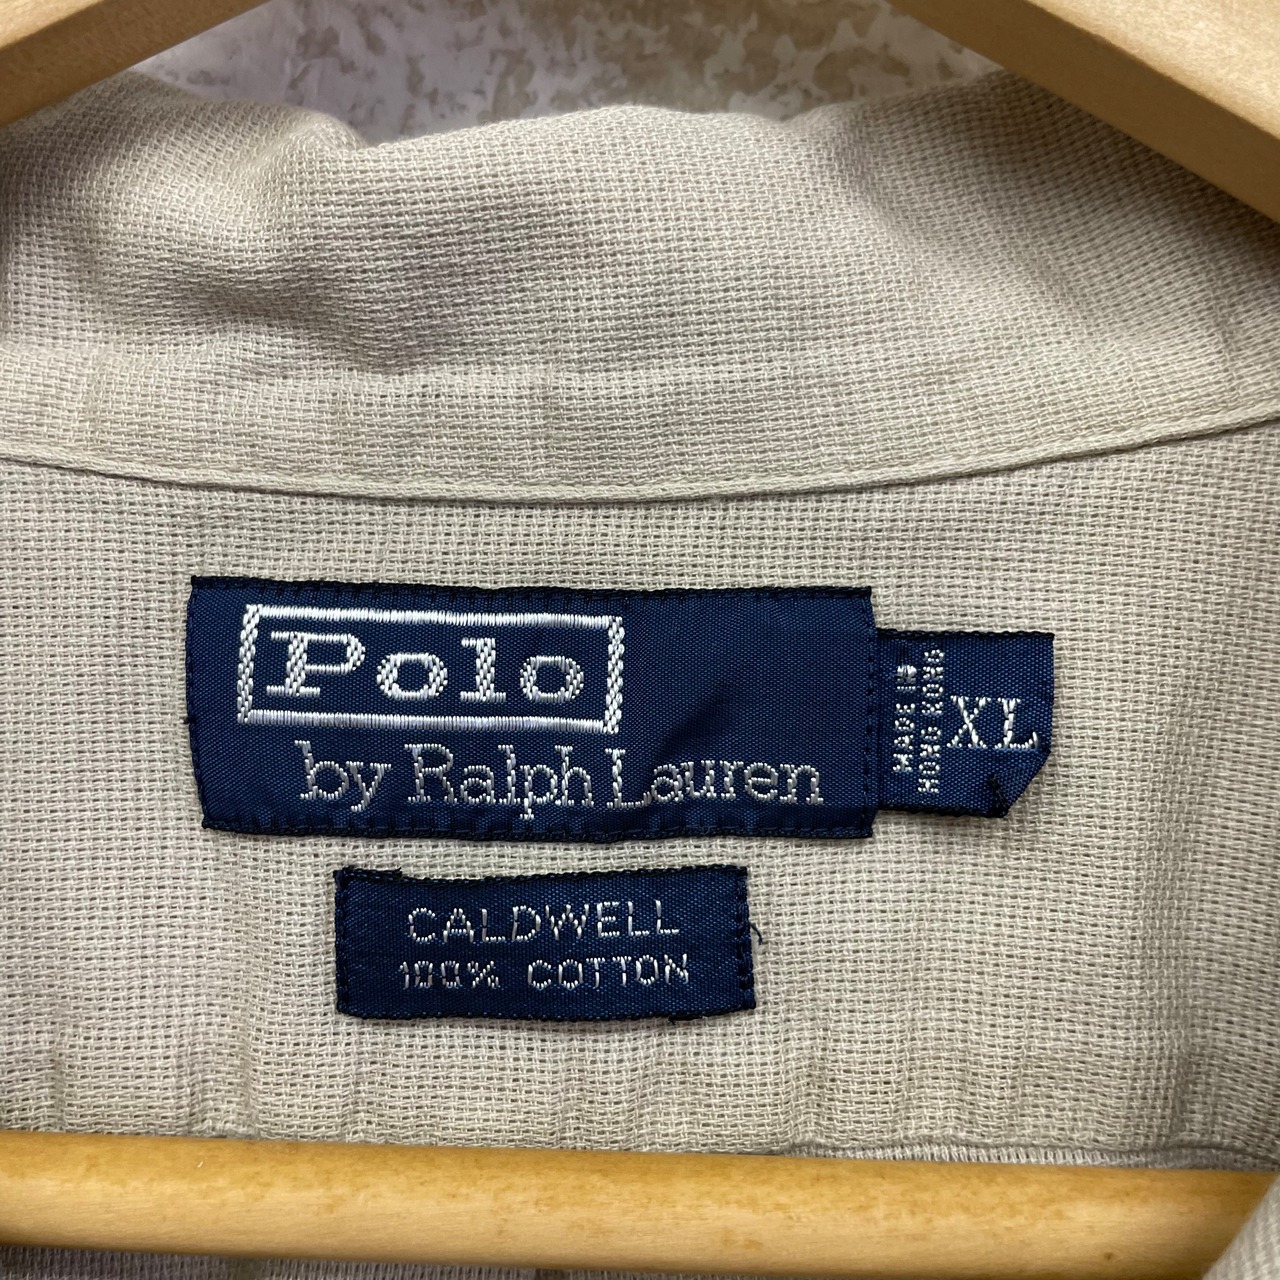 Polo
by Ralph Lauren
MADE IN
HONG KONG
XL
CALDWELL
100% COTTON